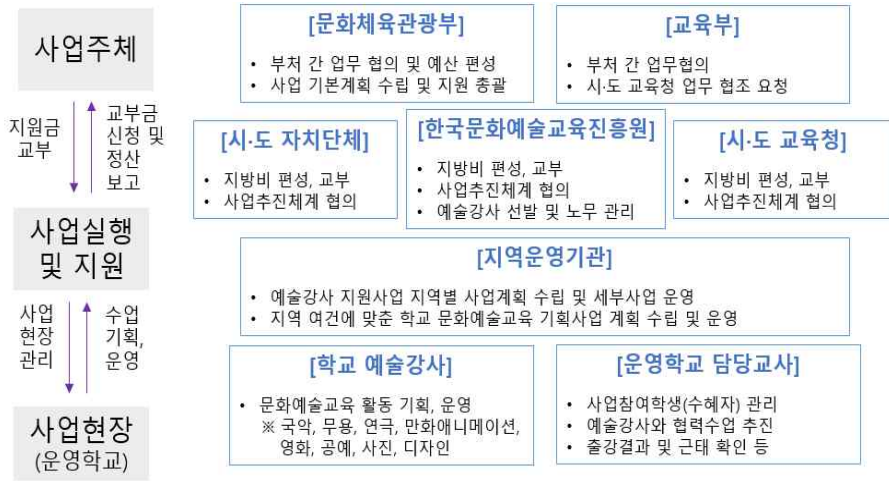 사업주체
지원금
교부
교부금
신청 및
정산
보고
사업실행
및 지원
사업
현장
관리
수업
기획,
운영
사업현장
(운영학교)
[문화체육관광부]
• 부처 간 업무 협의 및 예산 편성
• 사업 기본계획 수립 및 지원 총괄
[교육부]
• 부처 간 업무협의
• 시·도 교육청 업무 협조 요청
[시·도 자치단체]
• 지방비 편성, 교부
• 사업추진체계 협의
[한국문화예술교육진흥원]
• 지방비 편성, 교부
• 사업추진체계 협의
• 예술강사 선발 및 노무 관리
[시·도 교육청]
• 지방비 편성, 교부
• 사업추진체계 협의
[지역운영기관]
• 예술강사 지원사업 지역별 사업계획 수립 및 세부사업 운영
• 지역 여건에 맞춘 학교 문화예술교육 기획사업 계획 수립 및 운영
[학교 예술강사]
• 문화예술교육 활동 기획, 운영
※ 국악, 무용, 연극, 만화애니메이션,
영화, 공예, 사진, 디자인
[운영학교 담당교사]
• 사업참여학생(수혜자) 관리
• 예술강사와 협력수업 추진
• 출강결과 및 근태 확인 등